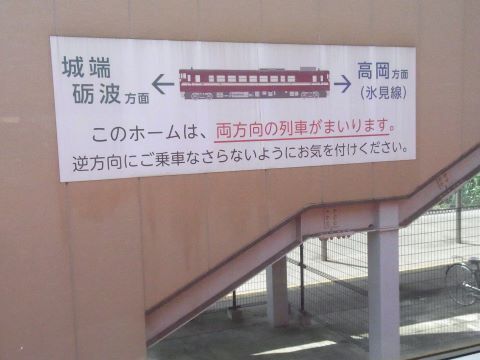 城端
砺波方面
高岡方面
(氷見線)
このホームは、両方向の列車がまいります。
逆方向にご乗車なさらないようにお気を付けください。